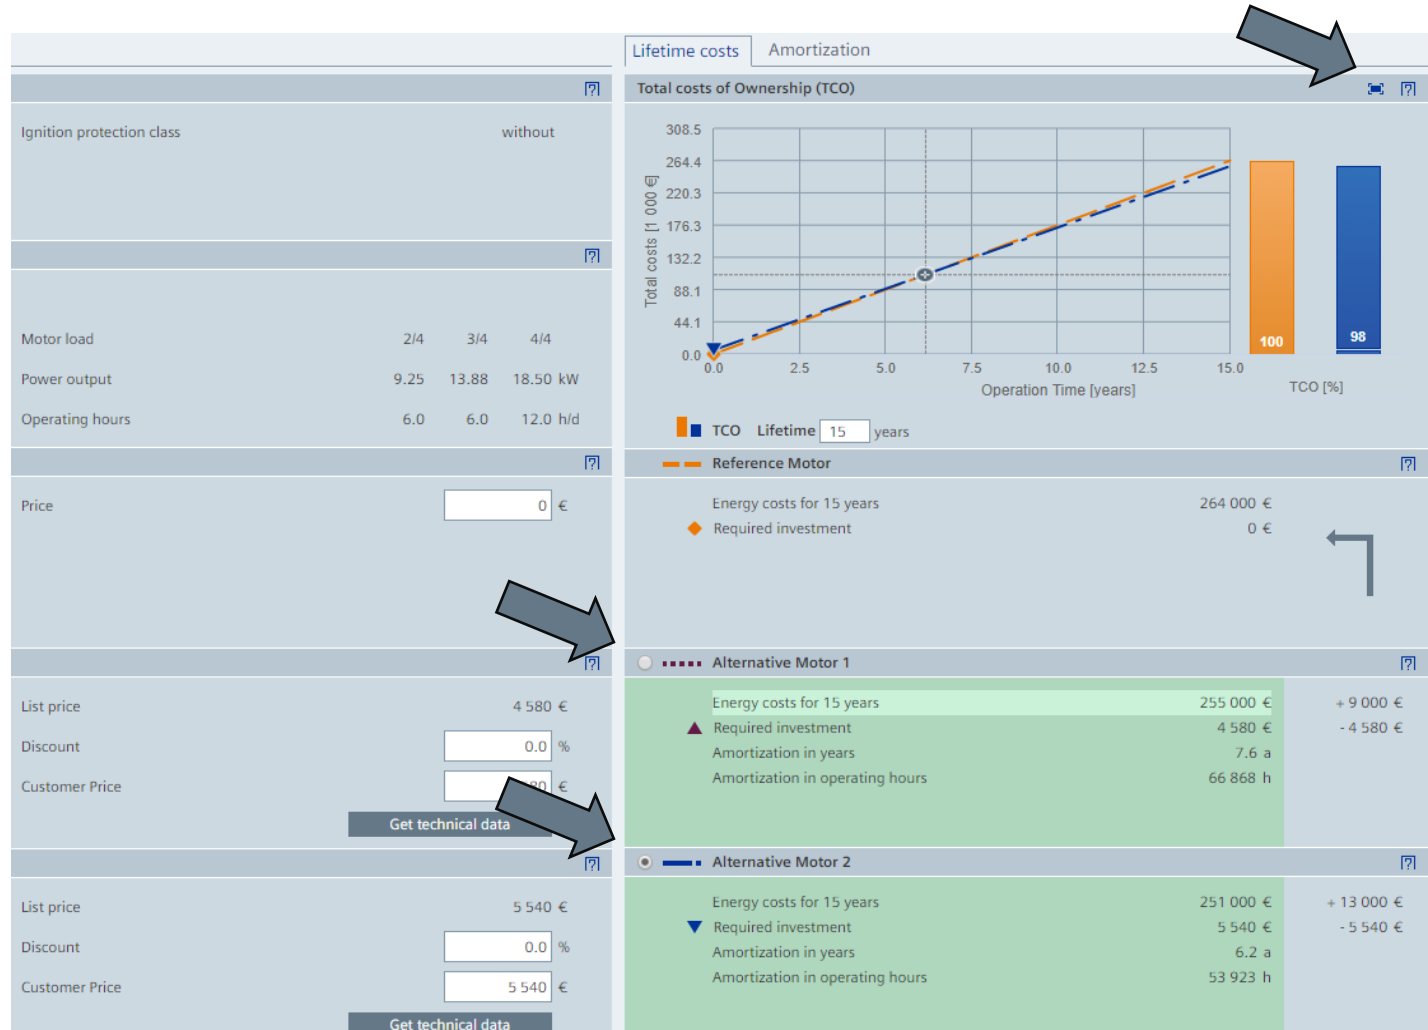 Lifetime costs Amortization
Total costs of Ownership (TCO)
Ignition protection class without
Motor load 2/4 3/4 4/4
Power output 9.25 13.88 18.50 kW
Operating hours 6.0 6.0 12.0 h/d
Price 0 €
List price 4 580 €
Discount 0.0 %
Customer Price €
Get technical data
List price 5 540 €
Discount 0.0 %
Customer Price 5 540 €
Get technical data
Total costs [1 000 €]
308.5
264.4
220.3
176.3
132.2
88.1
44.1
0.0
0.0 2.5 5.0 7.5 10.0 12.5 15.0
Operation Time [years]
100
98
TCO [%]
TCO Lifetime 15 years
Reference Motor
Energy costs for 15 years 264 000 €
Required investment 0 €
Alternative Motor 1
Energy costs for 15 years 255 000 € + 9 000 €
Required investment 4 580 € - 4 580 €
Amortization in years 7.6 a
Amortization in operating hours 66 868 h
Alternative Motor 2
Energy costs for 15 years 251 000 € + 13 000 €
Required investment 5 540 € - 5 540 €
Amortization in years 6.2 a
Amortization in operating hours 53 923 h